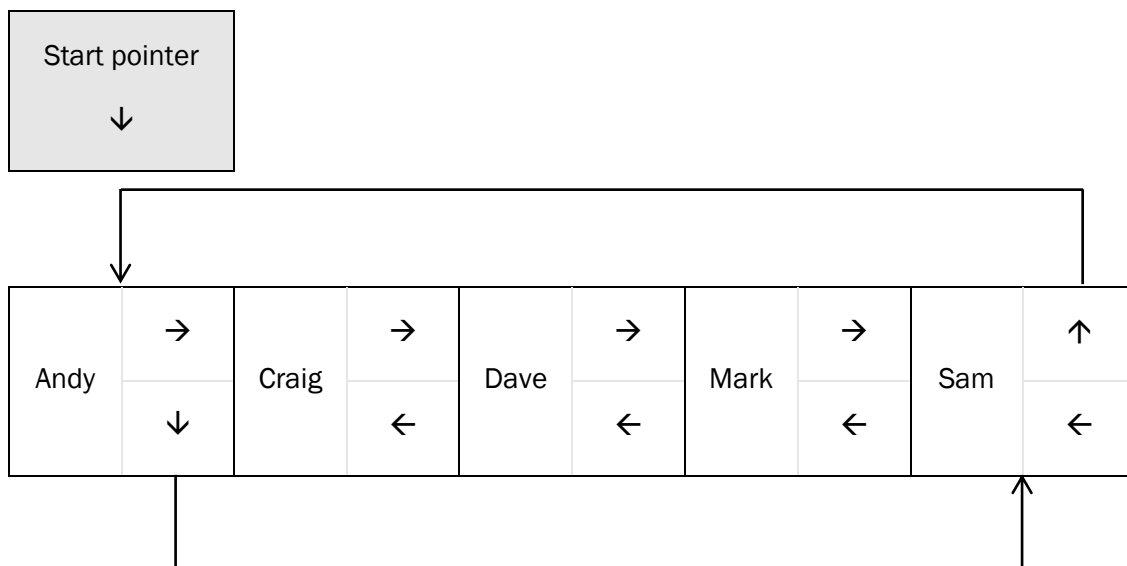 Start pointer
↓
→ → → → ↑
Andy Craig Dave Mark Sam
↓ ← ← ← ←